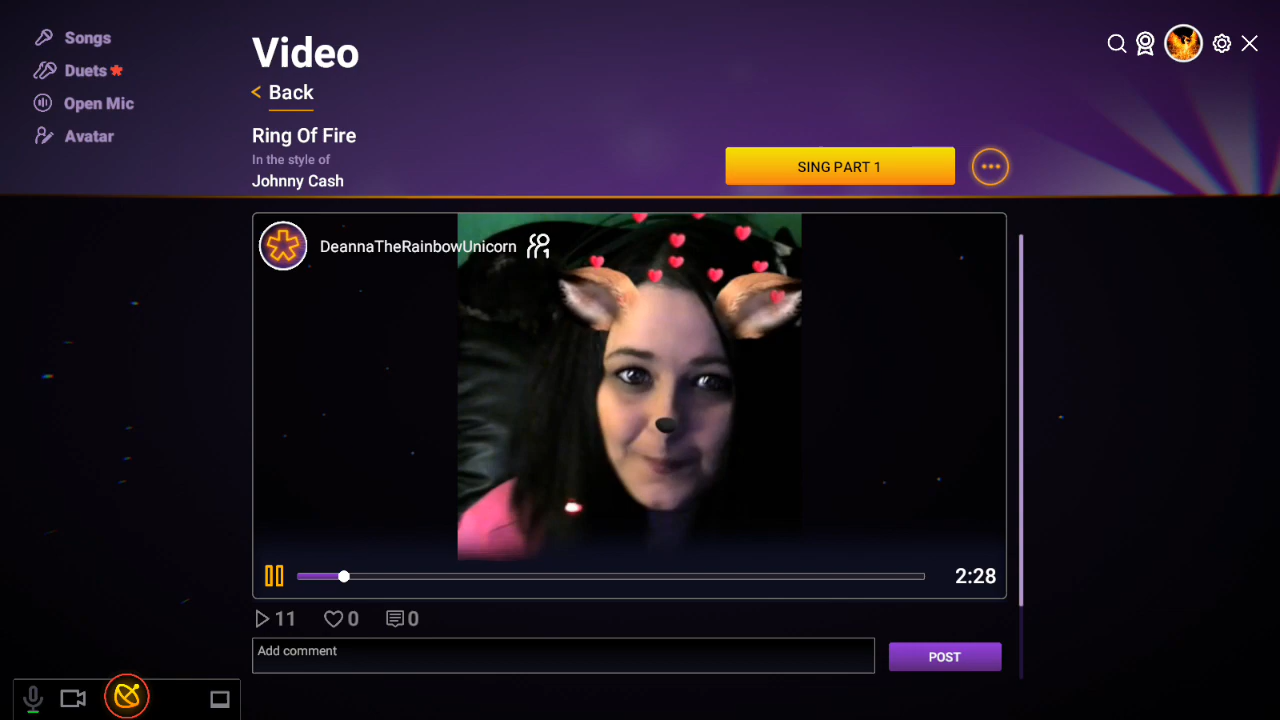 Songs
Duets *
Open Mic
Avatar
Video
< Back
Ring Of Fire
In the style of
Johnny Cash
SING PART 1
DeannaTheRainbowUnicorn
2:28
11 0 0
Add comment
POST